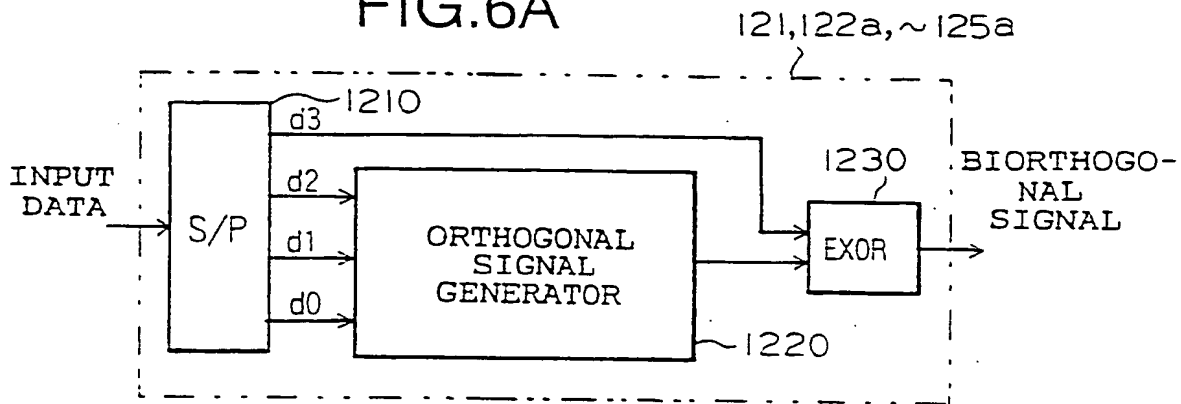 FIG.6A
121,122a,~125a
1210
d3
1230
BIORTHOGO-
NAL
SIGNAL
INPUT
DATA
S/P
d2
d1
d0
ORTHOGONAL
SIGNAL
GENERATOR
EXOR
1220